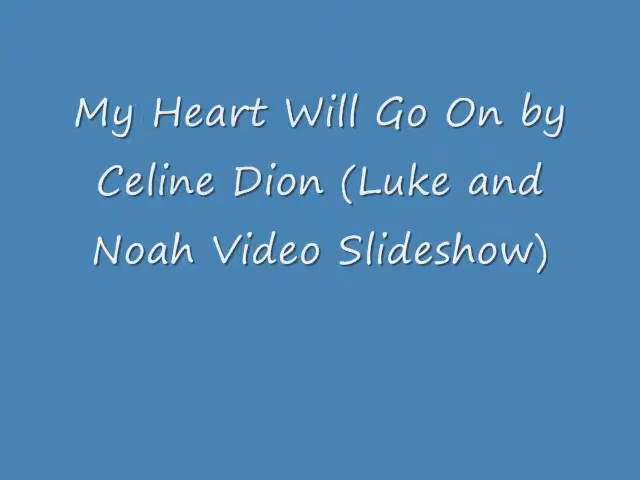 My Heart Will Go On by
Celine Dion (Luke and
Noah Video Slideshow)